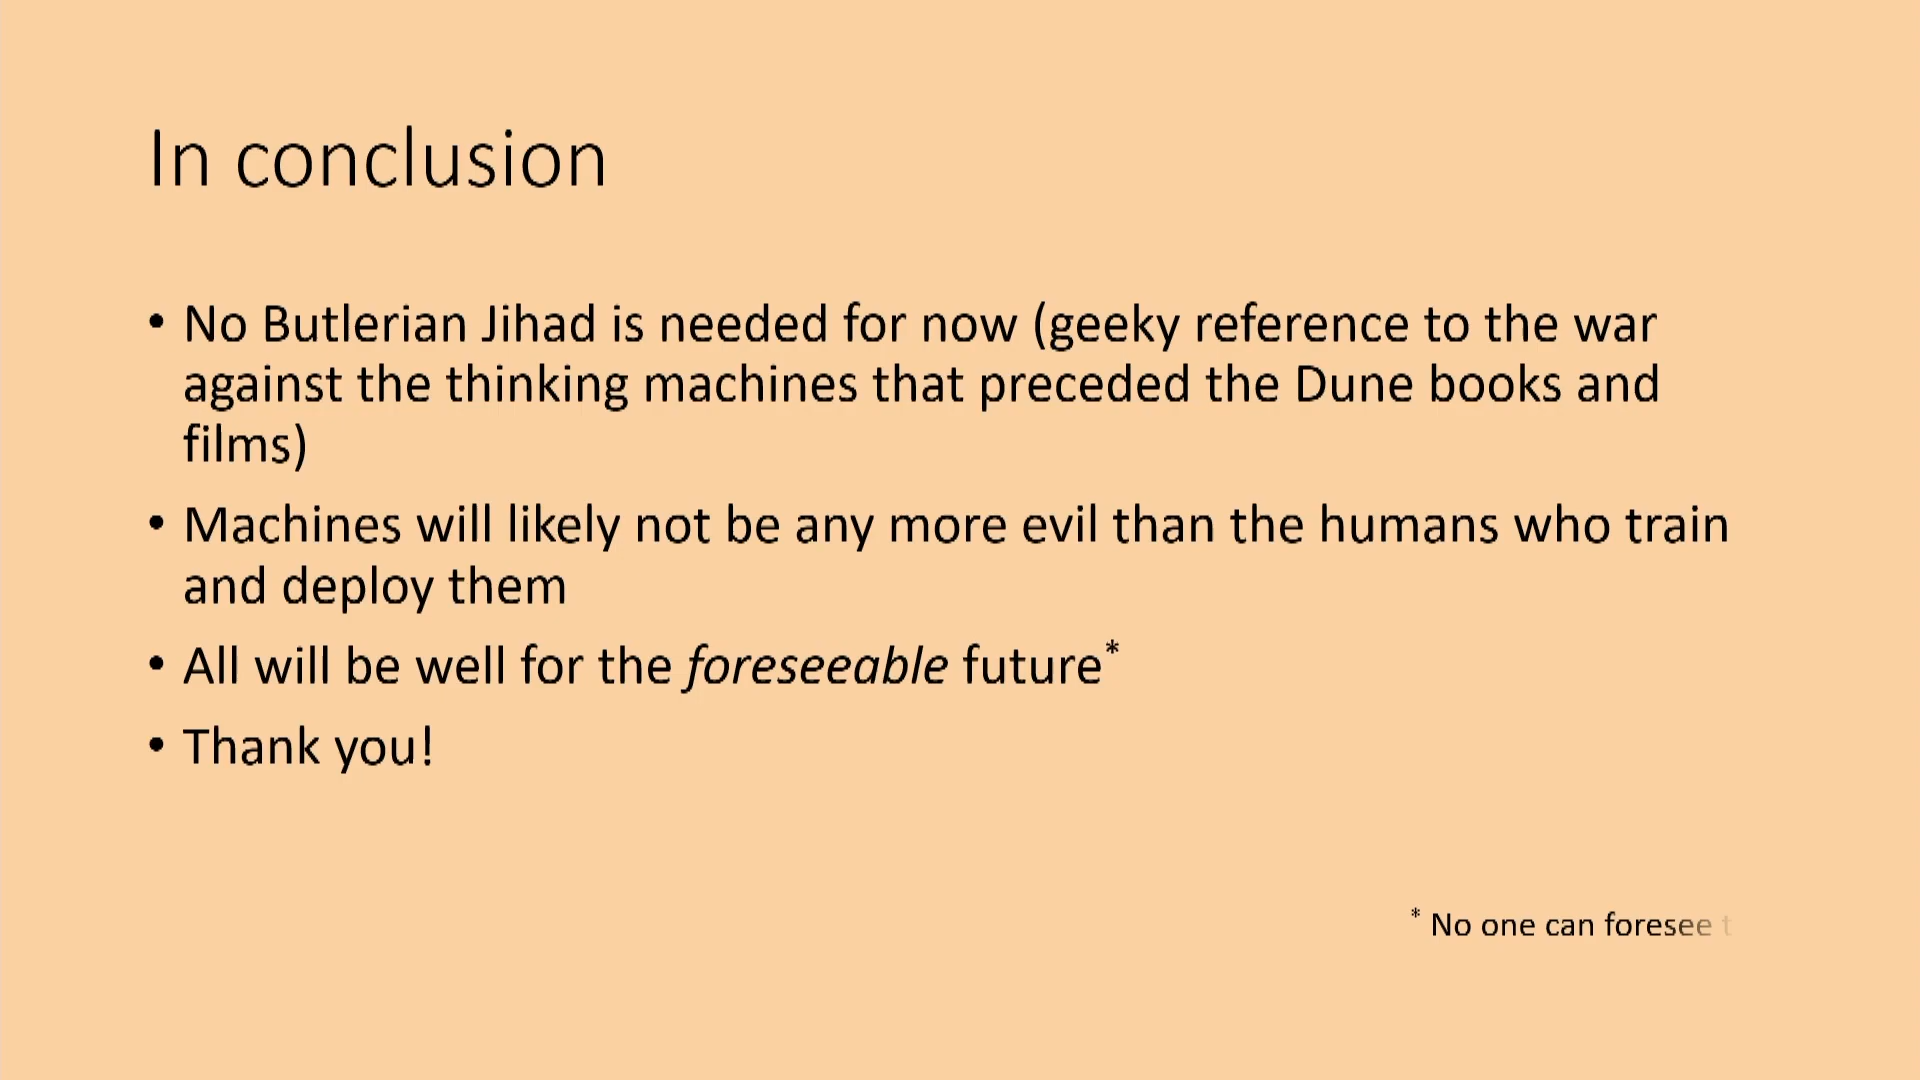 In conclusion
• No Butlerian Jihad is needed for now (geeky reference to the war
against the thinking machines that preceded the Dune books and
films)
• Machines will likely not be any more evil than the humans who train
and deploy them
• All will be well for the foreseeable future*
• Thank you!
* No one can foresee t